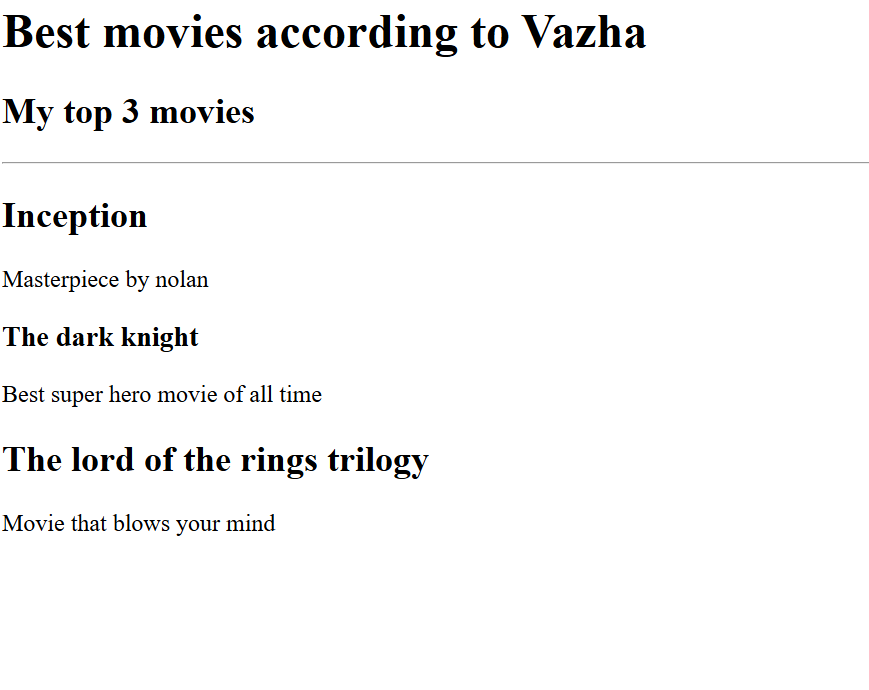 Best movies according to Vazha
My top 3 movies
Inception
Masterpiece by nolan
The dark knight
Best super hero movie of all time
The lord of the rings trilogy
Movie that blows your mind